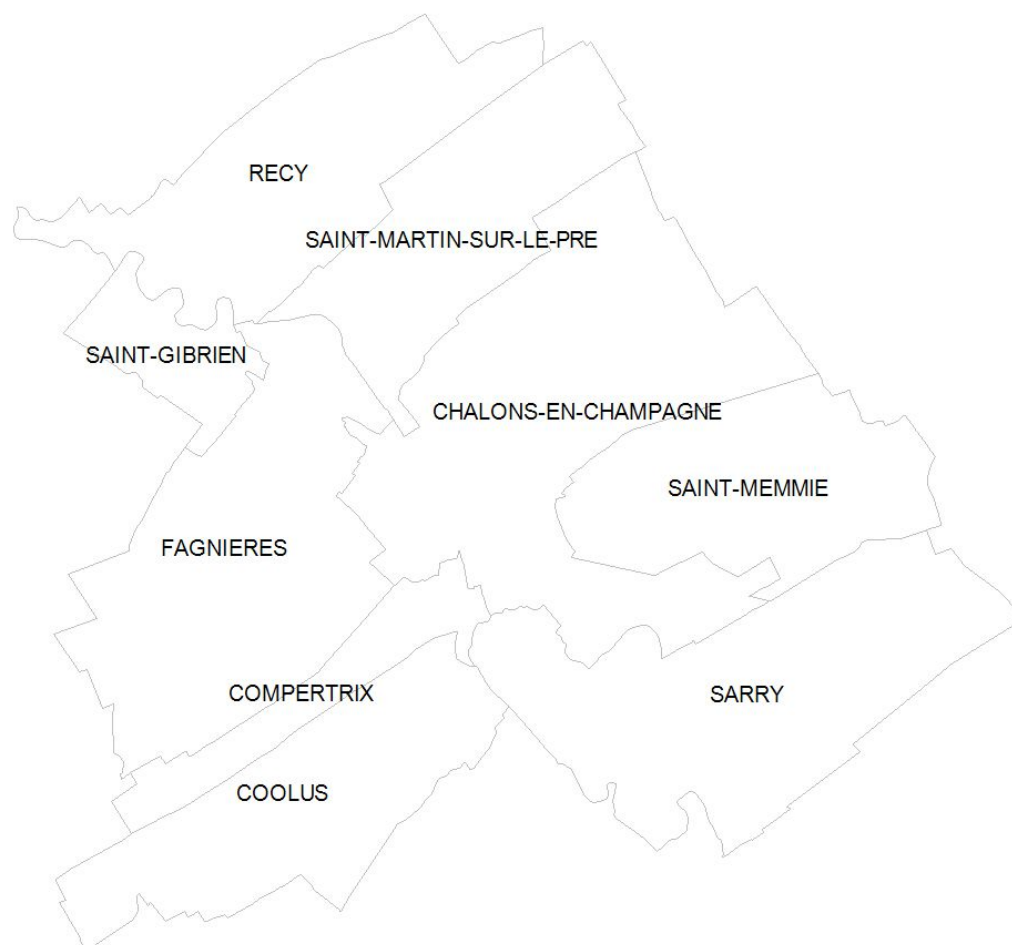 RECY
SAINT-MARTIN-SUR-LE-PRE
SAINT-GIBRIEN
CHALONS-EN-CHAMPAGNE
SAINT-MEMMIE
FAGNIERES
COMPERTRIX
SARRY
COOLUS